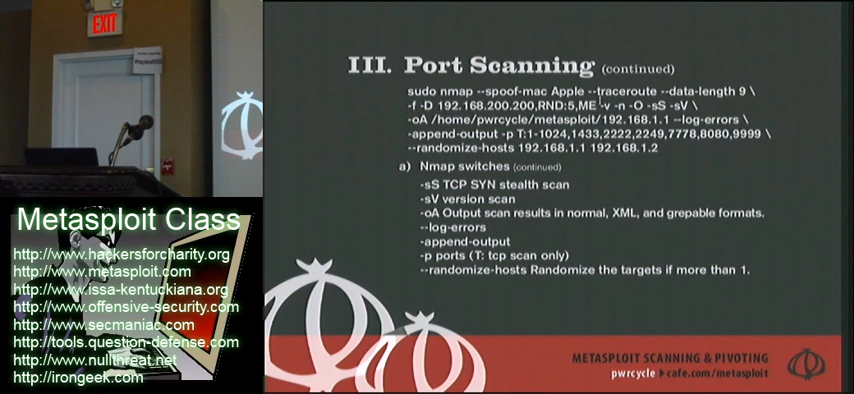 EXIT
III. Port Scanning (continued)
sudo nmap --spoof-mac Apple --traceroute --data-length 9 \
-f -D 192.168.200.200,RND:5,ME -v -n -O -sS -sV \
-oA /home/pwrcycle/metasploit/192.168.1.1 --log-errors \
-append-output -p T:1-1024,1433,2222,2249,7778,8080,9999 \
--randomize-hosts 192.168.1.1 192.168.1.2
a) Nmap switches (continued)
-sS TCP SYN stealth scan
-sV version scan
-oA Output scan results in normal, XML, and grepable formats.
--log-errors
-append-output
-p ports (T: tcp scan only)
--randomize-hosts Randomize the targets if more than 1.
METASPLOIT SCANNING & PIVOTING
pwrcycle cafe.com/metasploit
Metasploit Class
http://www.hackersforcharity.org
http://www.metasploit.com
http://www.issa-kentuckiana.org
http://www.offensive-security.com
http://www.secmaniac.com
http://tools.question-defense.com
http://www.nullthreat.net
http://irongeek.com